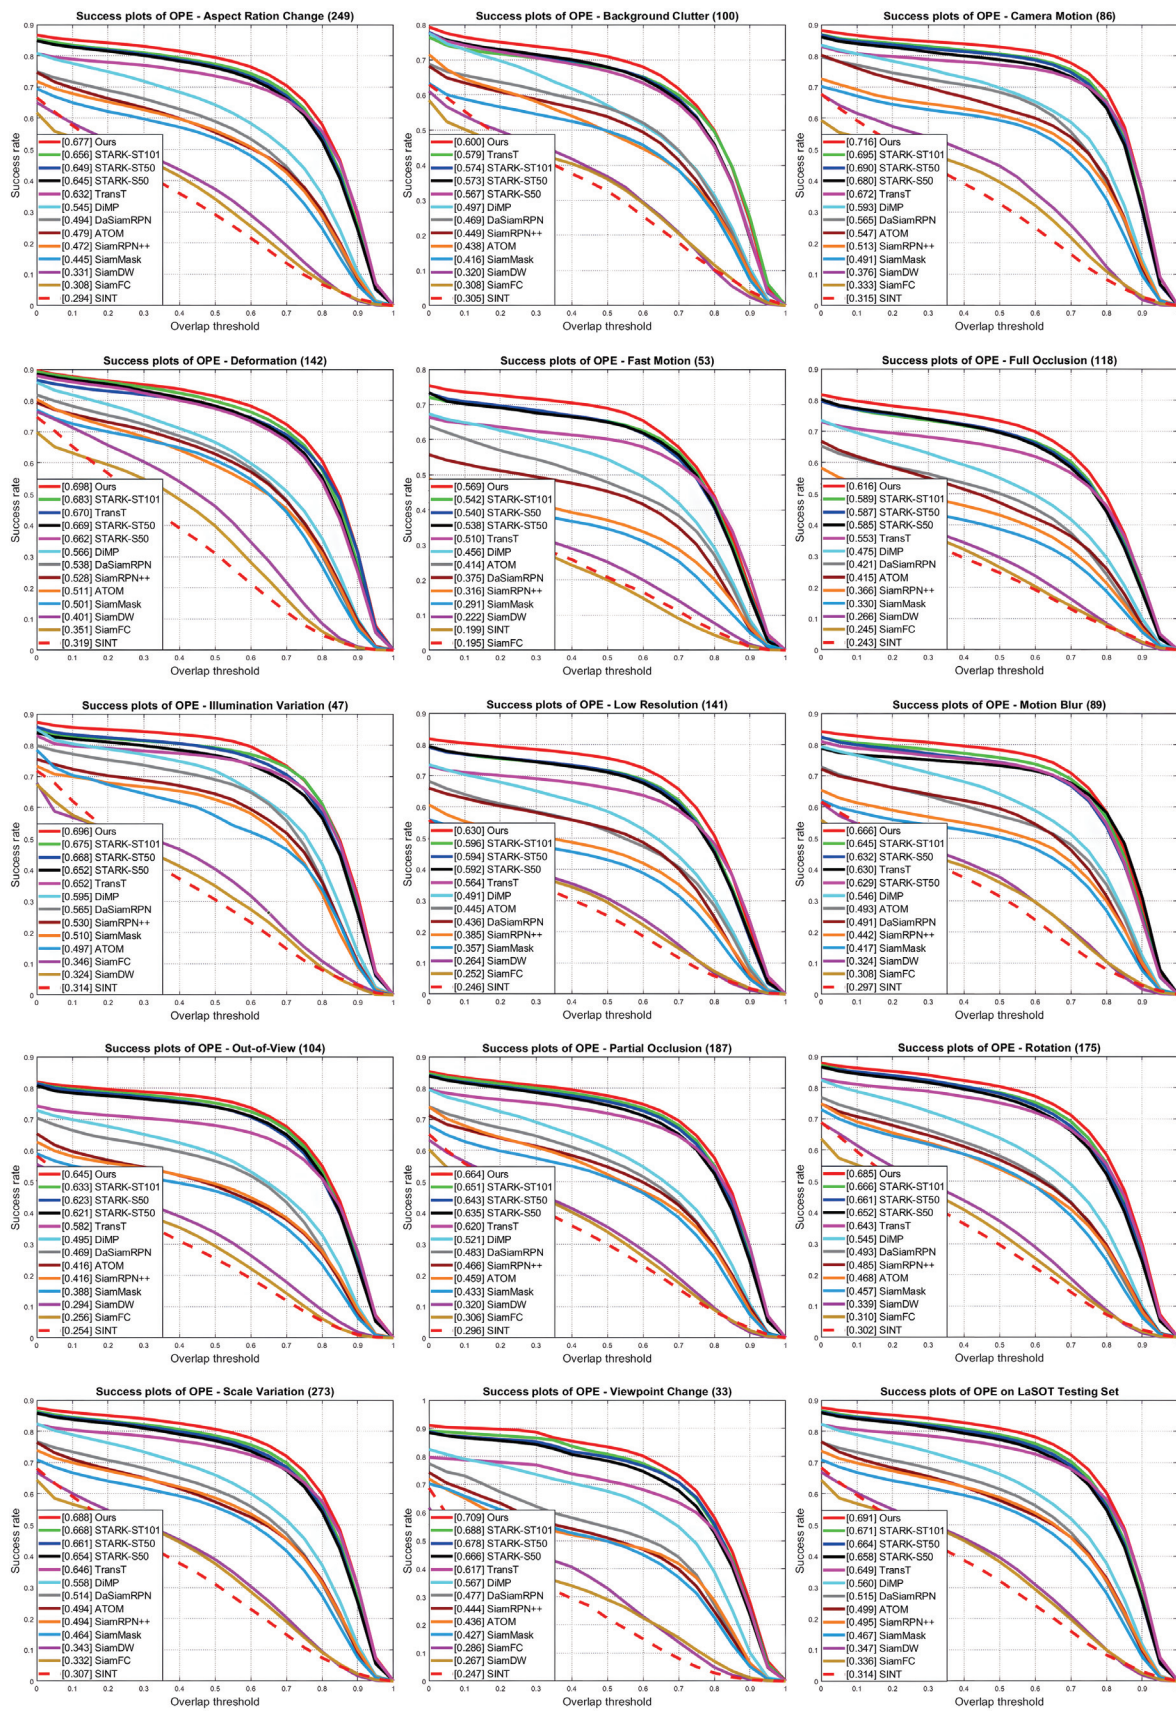 Success plots of OPE - Aspect Ration Change (249)
[0.677] Ours
[0.656] STARK-ST101
[0.649] STARK-ST50
[0.645] STARK-S50
[0.632] TransT
[0.545] DiMP
[0.494] DaSiamRPN
[0.479] ATOM
[0.472] SiamRPN++
[0.445] SiamMask
[0.331] SiamDW
[0.308] SiamFC
[0.294] SINT
Success rate
Overlap threshold
Success plots of OPE - Background Clutter (100)
[0.600] Ours
[0.579] TransT
[0.574] STARK-ST101
[0.573] STARK-ST50
[0.567] STARK-S50
[0.497] DiMP
[0.469] DaSiamRPN
[0.449] SiamRPN++
[0.438] ATOM
[0.416] SiamMask
[0.320] SiamDW
[0.308] SiamFC
[0.305] SINT
Success rate
Overlap threshold
Success plots of OPE - Camera Motion (86)
[0.716] Ours
[0.695] STARK-ST101
[0.690] STARK-ST50
[0.680] STARK-S50
[0.672] TransT
[0.593] DiMP
[0.565] DaSiamRPN
[0.547] ATOM
[0.513] SiamRPN++
[0.491] SiamMask
[0.376] SiamDW
[0.333] SiamFC
[0.315] SINT
Success rate
Overlap threshold
Success plots of OPE - Deformation (142)
[0.698] Ours
[0.683] STARK-ST101
[0.670] TransT
[0.669] STARK-ST50
[0.662] STARK-S50
[0.566] DiMP
[0.538] DaSiamRPN
[0.528] SiamRPN++
[0.511] ATOM
[0.501] SiamMask
[0.401] SiamDW
[0.351] SiamFC
[0.319] SINT
Success rate
Overlap threshold
Success plots of OPE - Fast Motion (53)
[0.569] Ours
[0.542] STARK-ST101
[0.540] STARK-S50
[0.538] STARK-ST50
[0.510] TransT
[0.456] DiMP
[0.414] ATOM
[0.375] DaSiamRPN
[0.316] SiamRPN++
[0.291] SiamMask
[0.222] SiamDW
[0.199] SINT
[0.195] SiamFC
Success rate
Overlap threshold
Success plots of OPE - Full Occlusion (118)
[0.616] Ours
[0.589] STARK-ST101
[0.587] STARK-ST50
[0.585] STARK-S50
[0.553] TransT
[0.475] DiMP
[0.421] DaSiamRPN
[0.415] ATOM
[0.366] SiamRPN++
[0.330] SiamMask
[0.266] SiamDW
[0.245] SiamFC
[0.243] SINT
Success rate
Overlap threshold
Success plots of OPE - Illumination Variation (47)
[0.696] Ours
[0.675] STARK-ST101
[0.668] STARK-ST50
[0.652] STARK-S50
[0.652] TransT
[0.595] DiMP
[0.565] DaSiamRPN
[0.530] SiamRPN++
[0.510] SiamMask
[0.497] ATOM
[0.346] SiamFC
[0.324] SiamDW
[0.314] SINT
Success rate
Overlap threshold
Success plots of OPE - Low Resolution (141)
[0.630] Ours
[0.596] STARK-ST101
[0.594] STARK-ST50
[0.592] STARK-S50
[0.564] TransT
[0.491] DiMP
[0.445] ATOM
[0.436] DaSiamRPN
[0.385] SiamRPN++
[0.357] SiamMask
[0.264] SiamDW
[0.252] SiamFC
[0.246] SINT
Success rate
Overlap threshold
Success plots of OPE - Motion Blur (89)
[0.666] Ours
[0.645] STARK-ST101
[0.632] STARK-S50
[0.630] TransT
[0.629] STARK-ST50
[0.546] DiMP
[0.493] ATOM
[0.491] DaSiamRPN
[0.442] SiamRPN++
[0.417] SiamMask
[0.324] SiamDW
[0.308] SiamFC
[0.297] SINT
Success rate
Overlap threshold
Success plots of OPE - Out-of-View (104)
[0.645] Ours
[0.633] STARK-ST101
[0.623] STARK-S50
[0.621] STARK-ST50
[0.582] TransT
[0.495] DiMP
[0.469] DaSiamRPN
[0.416] ATOM
[0.416] SiamRPN++
[0.388] SiamMask
[0.294] SiamDW
[0.256] SiamFC
[0.254] SINT
Success rate
Overlap threshold
Success plots of OPE - Partial Occlusion (187)
[0.664] Ours
[0.651] STARK-ST101
[0.643] STARK-ST50
[0.635] STARK-S50
[0.620] TransT
[0.521] DiMP
[0.483] DaSiamRPN
[0.466] SiamRPN++
[0.459] ATOM
[0.433] SiamMask
[0.320] SiamDW
[0.306] SiamFC
[0.296] SINT
Success rate
Overlap threshold
Success plots of OPE - Rotation (175)
[0.685] Ours
[0.666] STARK-ST101
[0.661] STARK-ST50
[0.652] STARK-S50
[0.643] TransT
[0.545] DiMP
[0.493] DaSiamRPN
[0.485] SiamRPN++
[0.468] ATOM
[0.457] SiamMask
[0.339] SiamDW
[0.310] SiamFC
[0.302] SINT
Success rate
Overlap threshold
Success plots of OPE - Scale Variation (273)
[0.688] Ours
[0.668] STARK-ST101
[0.661] STARK-ST50
[0.654] STARK-S50
[0.646] TransT
[0.558] DiMP
[0.514] DaSiamRPN
[0.494] ATOM
[0.494] SiamRPN++
[0.464] SiamMask
[0.343] SiamDW
[0.332] SiamFC
[0.307] SINT
Success rate
Overlap threshold
Success plots of OPE - Viewpoint Change (33)
[0.709] Ours
[0.688] STARK-ST101
[0.678] STARK-ST50
[0.666] STARK-S50
[0.617] TransT
[0.567] DiMP
[0.477] DaSiamRPN
[0.444] SiamRPN++
[0.436] ATOM
[0.427] SiamMask
[0.286] SiamFC
[0.267] SiamDW
[0.247] SINT
Success rate
Overlap threshold
Success plots of OPE on LaSOT Testing Set
[0.691] Ours
[0.671] STARK-ST101
[0.664] STARK-ST50
[0.658] STARK-S50
[0.649] TransT
[0.560] DiMP
[0.515] DaSiamRPN
[0.499] ATOM
[0.495] SiamRPN++
[0.467] SiamMask
[0.347] SiamDW
[0.336] SiamFC
[0.314] SINT
Success rate
Overlap threshold